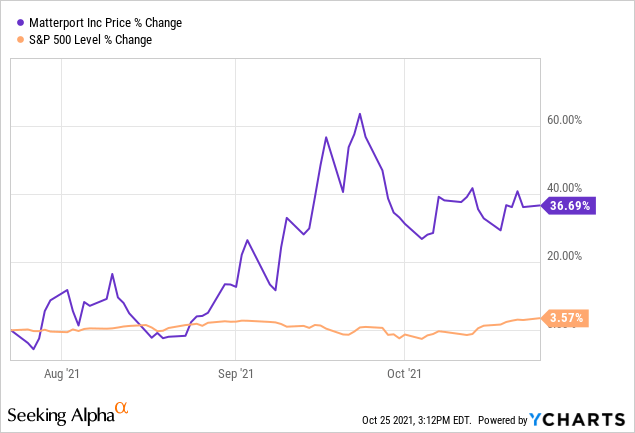 Matterport Inc Price % Change
S&P 500 Level % Change
60.00%
40.00%
36.69%
20.00%
3.57%
Aug '21
Sep '21
Oct '21
Seeking Alphaα
Oct 25 2021, 3:12PM EDT. Powered by YCHARTS